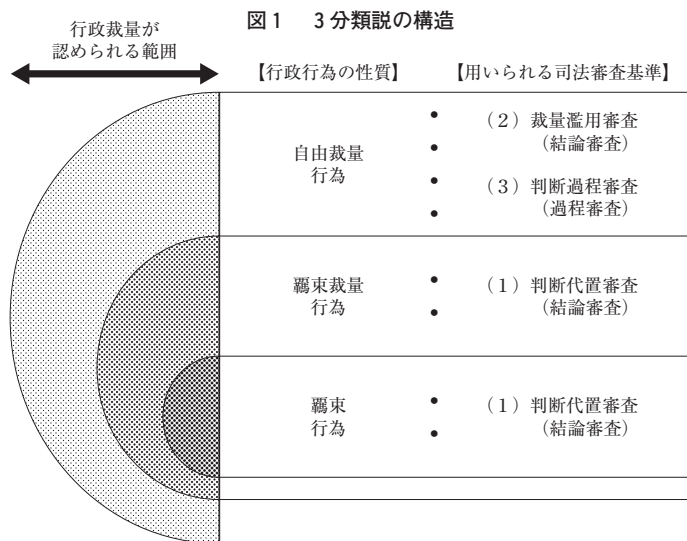 図1　3分類説の構造
行政裁量が
認められる範囲
【行政行為の性質】　【用いられる司法審査基準】
自由裁量
行為
・
・
・
・
（2）裁量濫用審査
（結論審査）
（3）判断過程審査
（過程審査）
羈束裁量
行為
・
・
（1）判断代置審査
（結論審査）
羈束
行為
・
・
（1）判断代置審査
（結論審査）